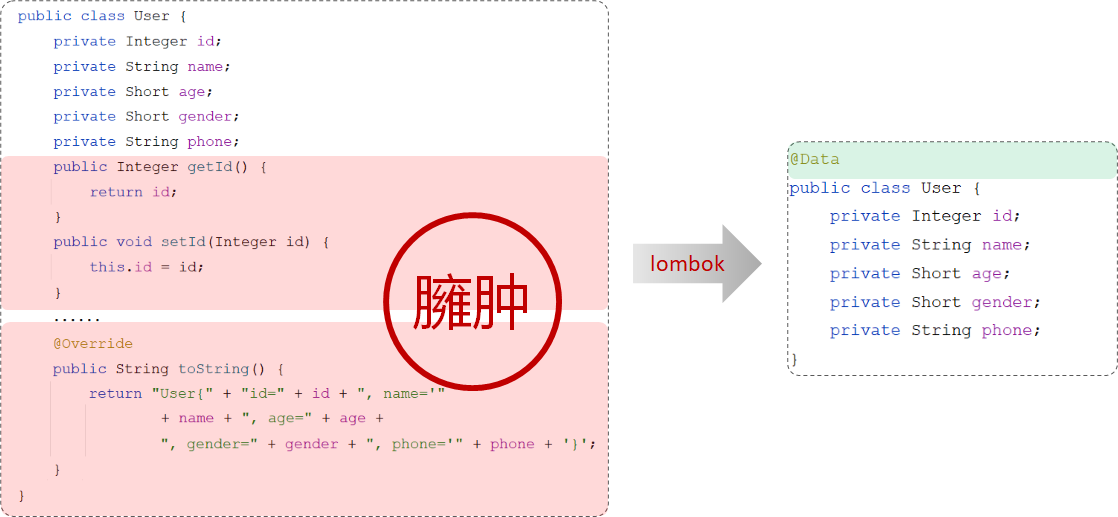 public class User {
    private Integer id;
    private String name;
    private Short age;
    private Short gender;
    private String phone;
    public Integer getId() {
        return id;
    }
    public void setId(Integer id) {
        this.id = id;
    }
    ......
    @Override
    public String toString() {
        return "User{" + "id=" + id + ", name='"
                + name + ", age=" + age +
                ", gender=" + gender + ", phone='" + phone + '}';
    }
}
臃肿
lombok
@Data
public class User {
    private Integer id;
    private String name;
    private Short age;
    private Short gender;
    private String phone;
}